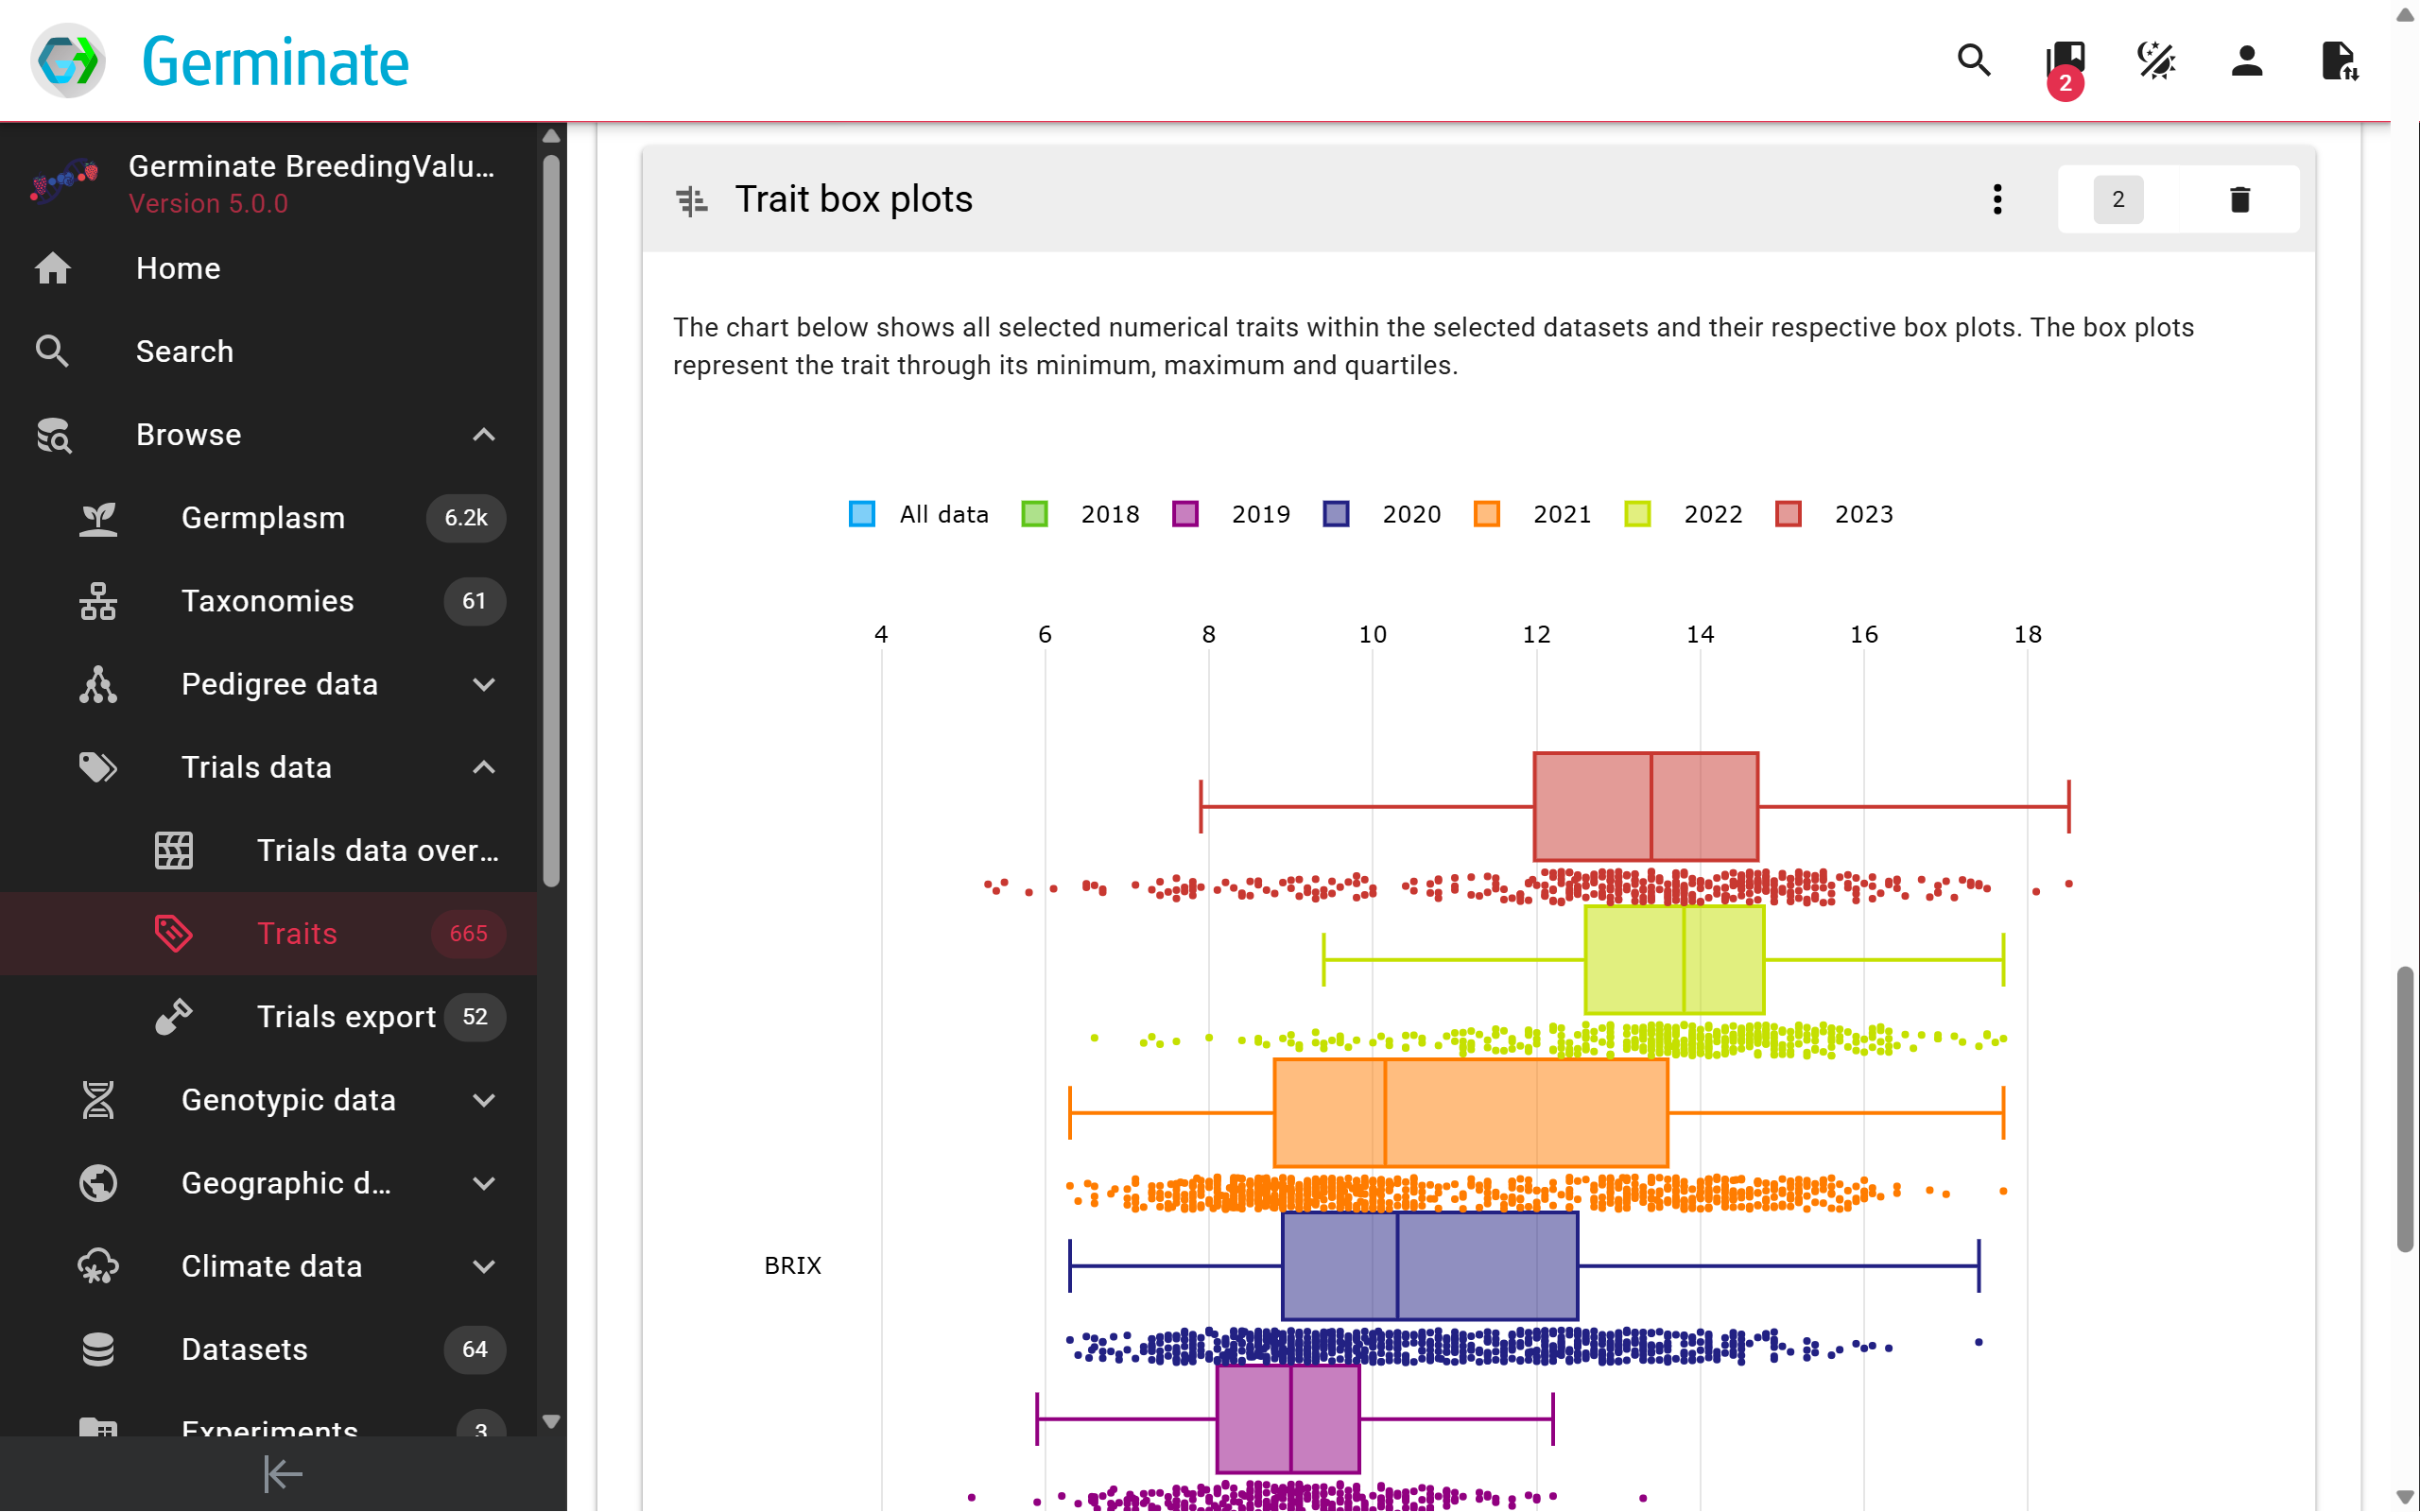 Germinate
2
Germinate BreedingValu...
Version 5.0.0
Home
Search
Browse
Germplasm 6.2k
Taxonomies 61
Pedigree data
Trials data
Trials data over...
Traits 665
Trials export 52
Genotypic data
Geographic d...
Climate data
Datasets 64
Experiments 3
Trait box plots
2
The chart below shows all selected numerical traits within the selected datasets and their respective box plots. The box plots
represent the trait through its minimum, maximum and quartiles.
All data 2018 2019 2020 2021 2022 2023
4 6 8 10 12 14 16 18
BRIX